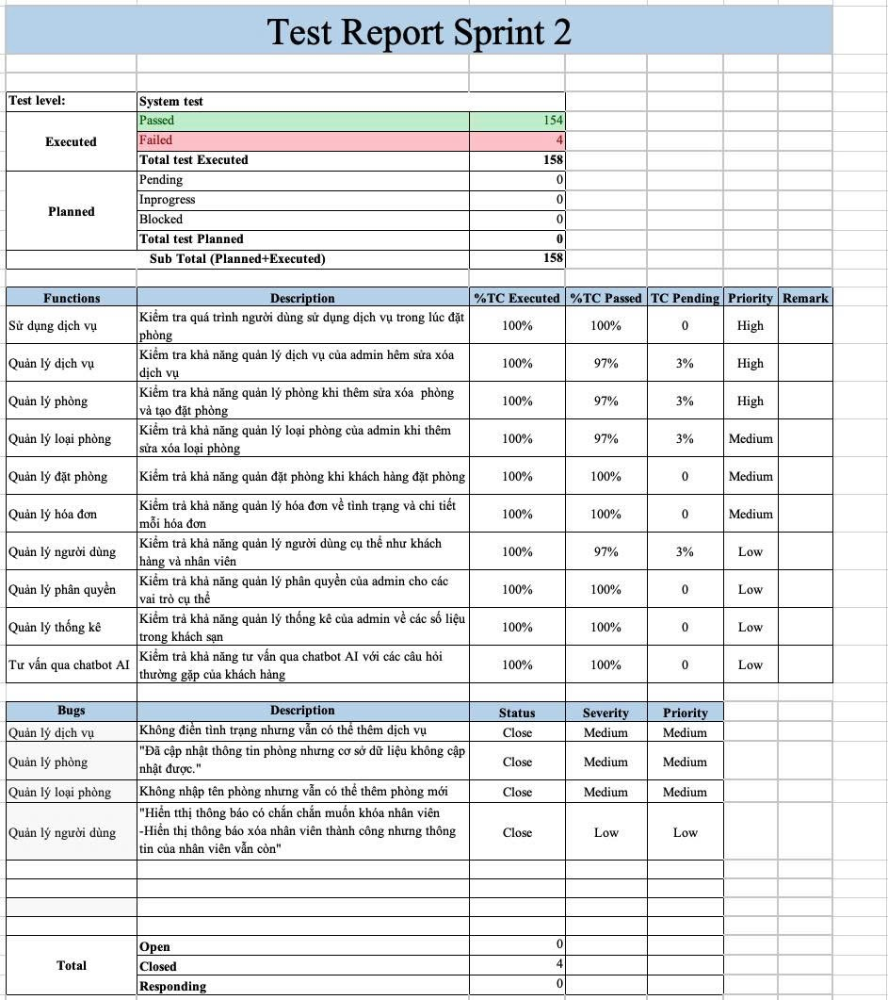 Test Report Sprint 2
Test level: System test
Executed
Passed 154
Failed 4
Total test Executed 158
Planned
Pending 0
Inprogress 0
Blocked 0
Total test Planned 0
Sub Total (Planned+Executed) 158
Functions Description %TC Executed %TC Passed TC Pending Priority Remark
Sử dụng dịch vụ
Kiểm tra quá trình người dùng sử dụng dịch vụ trong lúc đặt
phòng
100% 100% 0 High
Quản lý dịch vụ
Kiểm tra khả năng quản lý dịch vụ của admin hêm sửa xóa
dịch vụ
100% 97% 3% High
Quản lý phòng
Kiểm tra khả năng quản lý phòng khi thêm sửa xóa phòng
và tạo đặt phòng
100% 97% 3% High
Quản lý loại phòng
Kiểm trả khả năng quản lý loại phòng của admin khi thêm
sửa xóa loại phòng
100% 97% 3% Medium
Quản lý đặt phòng
Kiểm trả khả năng quản đặt phòng khi khách hàng đặt phòng
100% 100% 0 Medium
Quản lý hóa đơn
Kiểm trả khả năng quản lý hóa đơn về tình trạng và chi tiết
mỗi hóa đơn
100% 100% 0 Medium
Quản lý người dùng
Kiểm trả khả năng quản lý người dùng cụ thể như khách
hàng và nhân viên
100% 97% 3% Low
Quản lý phân quyền
Kiểm trả khả năng quản lý phân quyền của admin cho các
vai trò cụ thể
100% 100% 0 Low
Quản lý thống kê
Kiểm trả khả năng quản lý thống kê của admin về các số liệu
trong khách sạn
100% 100% 0 Low
Tư vấn qua chatbot AI
Kiểm trả khả năng tư vấn qua chatbot AI với các câu hỏi
thường gặp của khách hàng
100% 100% 0 Low
Bugs Description Status Severity Priority
Quản lý dịch vụ Không điền tình trạng nhưng vẫn có thể thêm dịch vụ Close Medium Medium
Quản lý phòng
"Đã cập nhật thông tin phòng nhưng cơ sở dữ liệu không cập
nhật được."
Close Medium Medium
Quản lý loại phòng Không nhập tên phòng nhưng vẫn có thể thêm phòng mới Close Medium Medium
Quản lý người dùng
"Hiển tthị thông báo có chắn chắn muốn khóa nhân viên
-Hiển thị thông báo xóa nhân viên thành công nhưng thông
tin của nhân viên vẫn còn"
Close Low Low
Total
Open 0
Closed 4
Responding 0